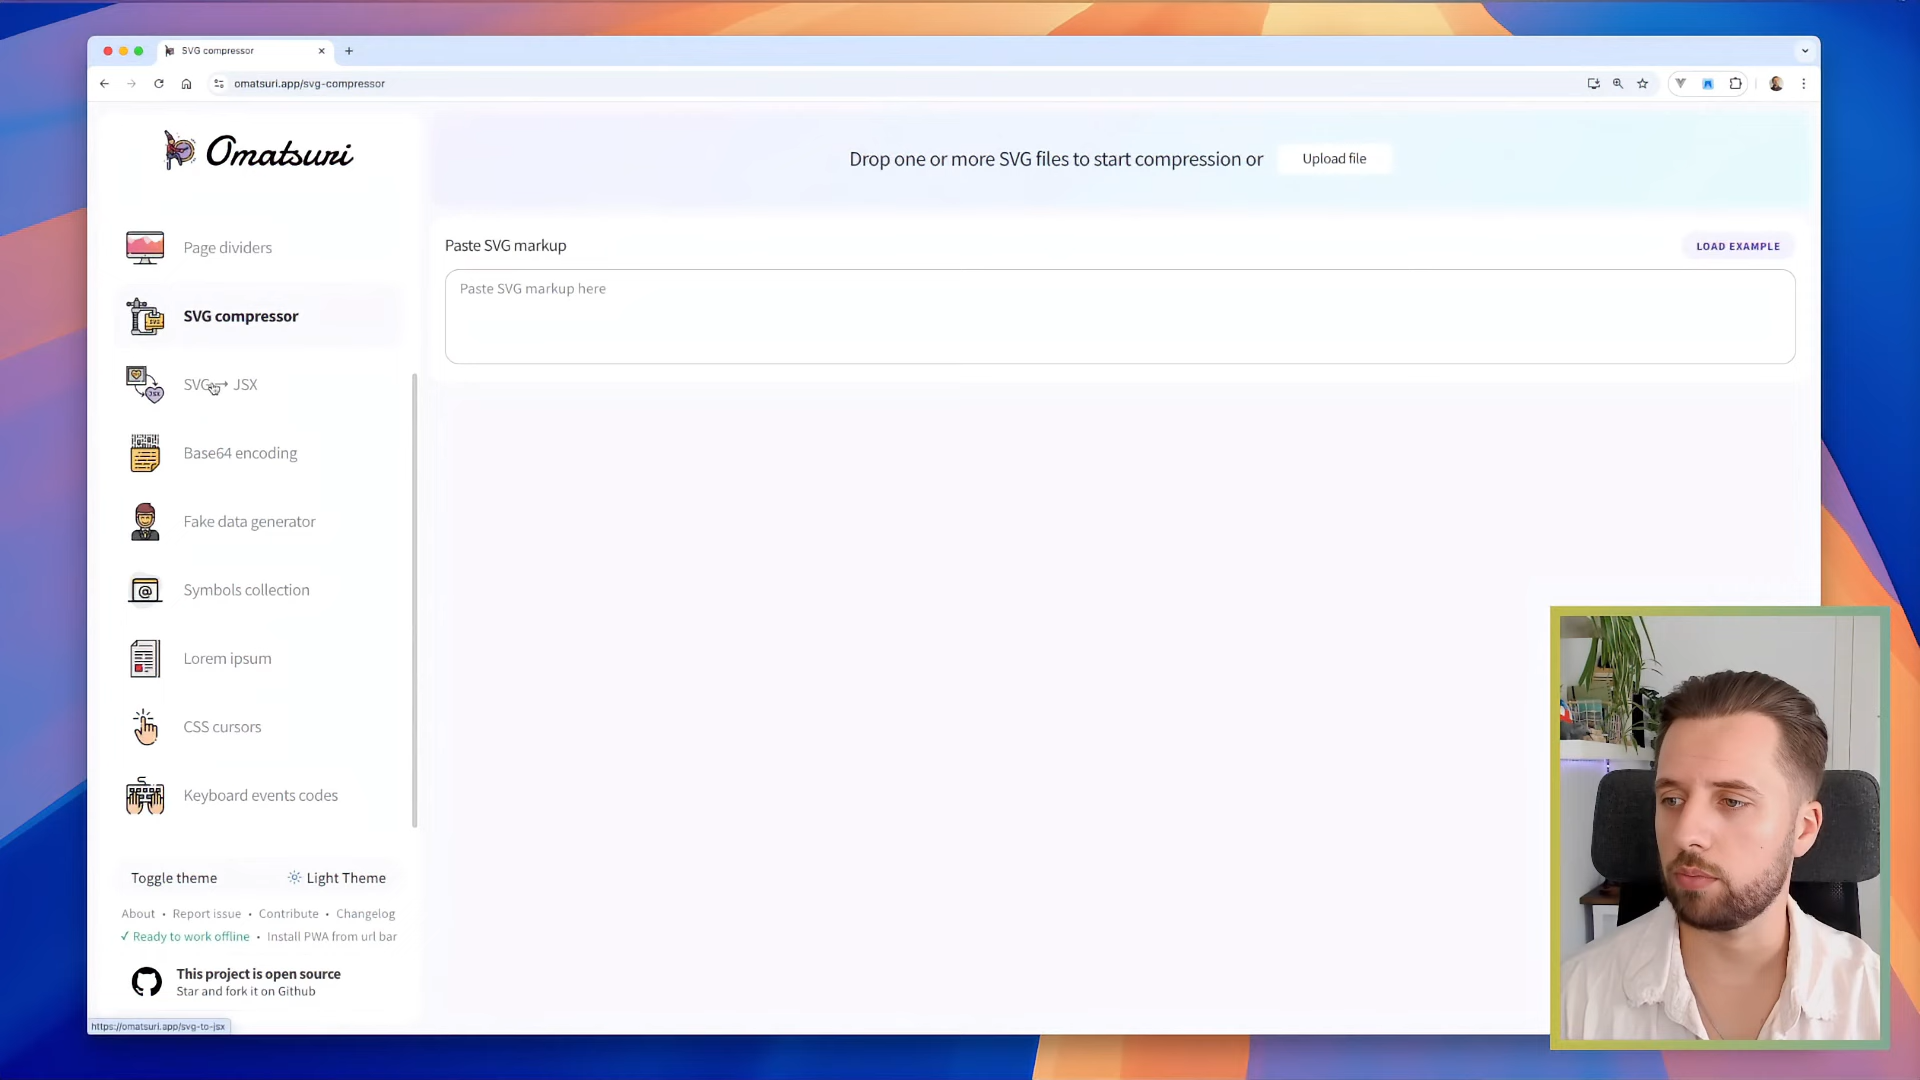 SVG compressor
omatsuri.app/svg-compressor
Omatsuri
Drop one or more SVG files to start compression or
Upload file
Page dividers
SVG compressor
SVG → JSX
Base64 encoding
Fake data generator
Symbols collection
Lorem ipsum
CSS cursors
Keyboard events codes
Paste SVG markup
LOAD EXAMPLE
Paste SVG markup here
Toggle theme
Light Theme
About • Report issue • Contribute • Changelog
✓ Ready to work offline • Install PWA from url bar
This project is open source
Star and fork it on Github
https://omatsuri.app/svg-to-jsx